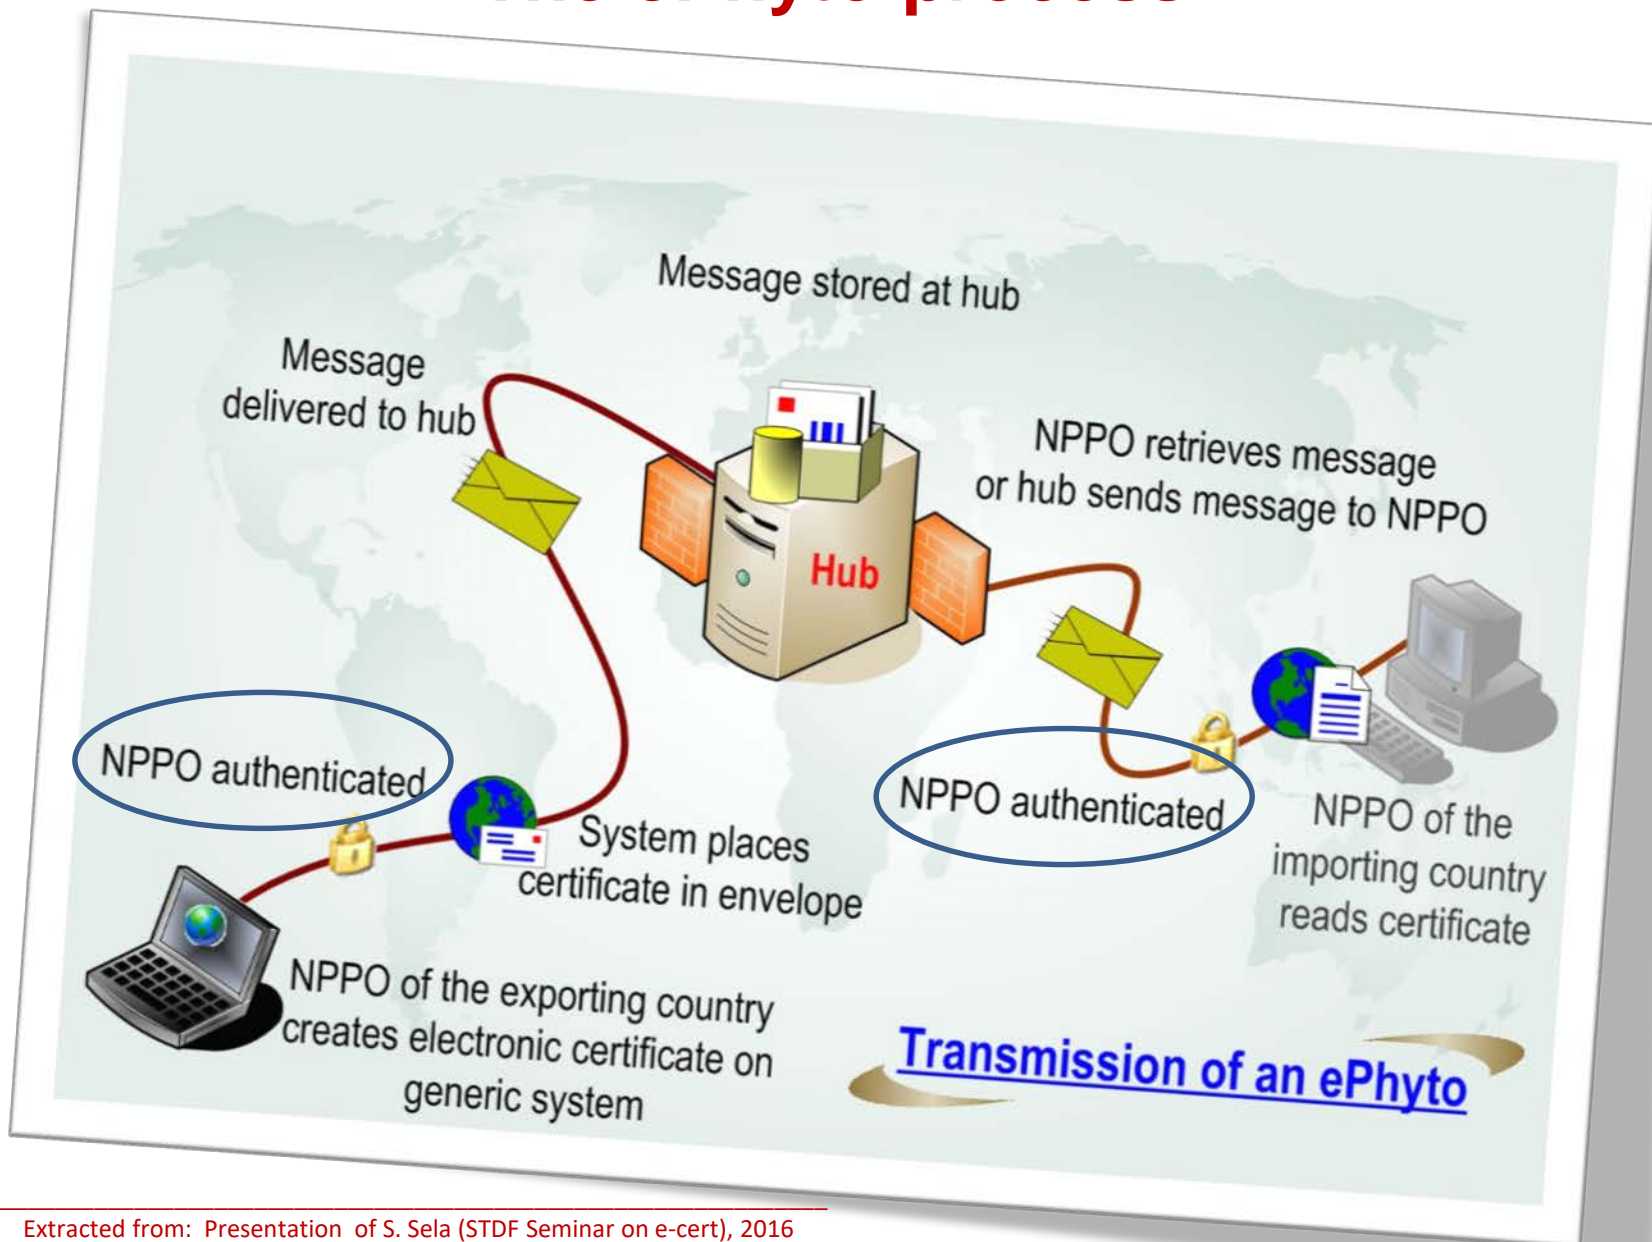 Message stored at hub
Message
delivered to hub
NPPO retrieves message
or hub sends message to NPPO
Hub
NPPO authenticated
NPPO authenticated
System places
certificate in envelope
NPPO of the
importing country
reads certificate
NPPO of the exporting country
creates electronic certificate on
generic system
Transmission of an ePhyto
Extracted from: Presentation of S. Sela (STDF Seminar on e-cert), 2016